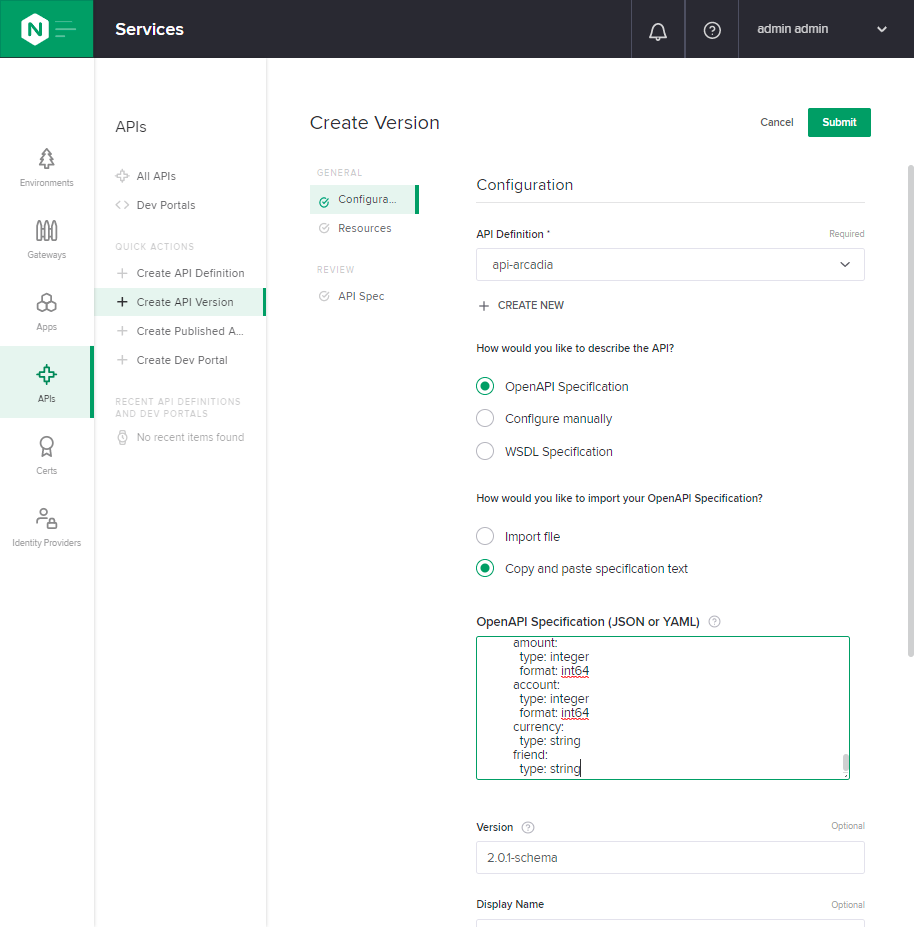 N
Services
admin admin
Environments
Gateways
Apps
APIs
Certs
Identity Providers
APIs
All APIs
Dev Portals
QUICK ACTIONS
Create API Definition
Create API Version
Create Published A...
Create Dev Portal
RECENT API DEFINITIONS
AND DEV PORTALS
No recent items found
Create Version
Cancel
Submit
GENERAL
Configura...
Resources
REVIEW
API Spec
Configuration
API Definition *
Required
api-arcadia
CREATE NEW
How would you like to describe the API?
OpenAPI Specification
Configure manually
WSDL Specification
How would you like to import your OpenAPI Specification?
Import file
Copy and paste specification text
OpenAPI Specification (JSON or YAML) ?
amount:
type: integer
format: int64
account:
type: integer
format: int64
currency:
type: string
friend:
type: string
Version ?
Optional
2.0.1-schema
Display Name
Optional